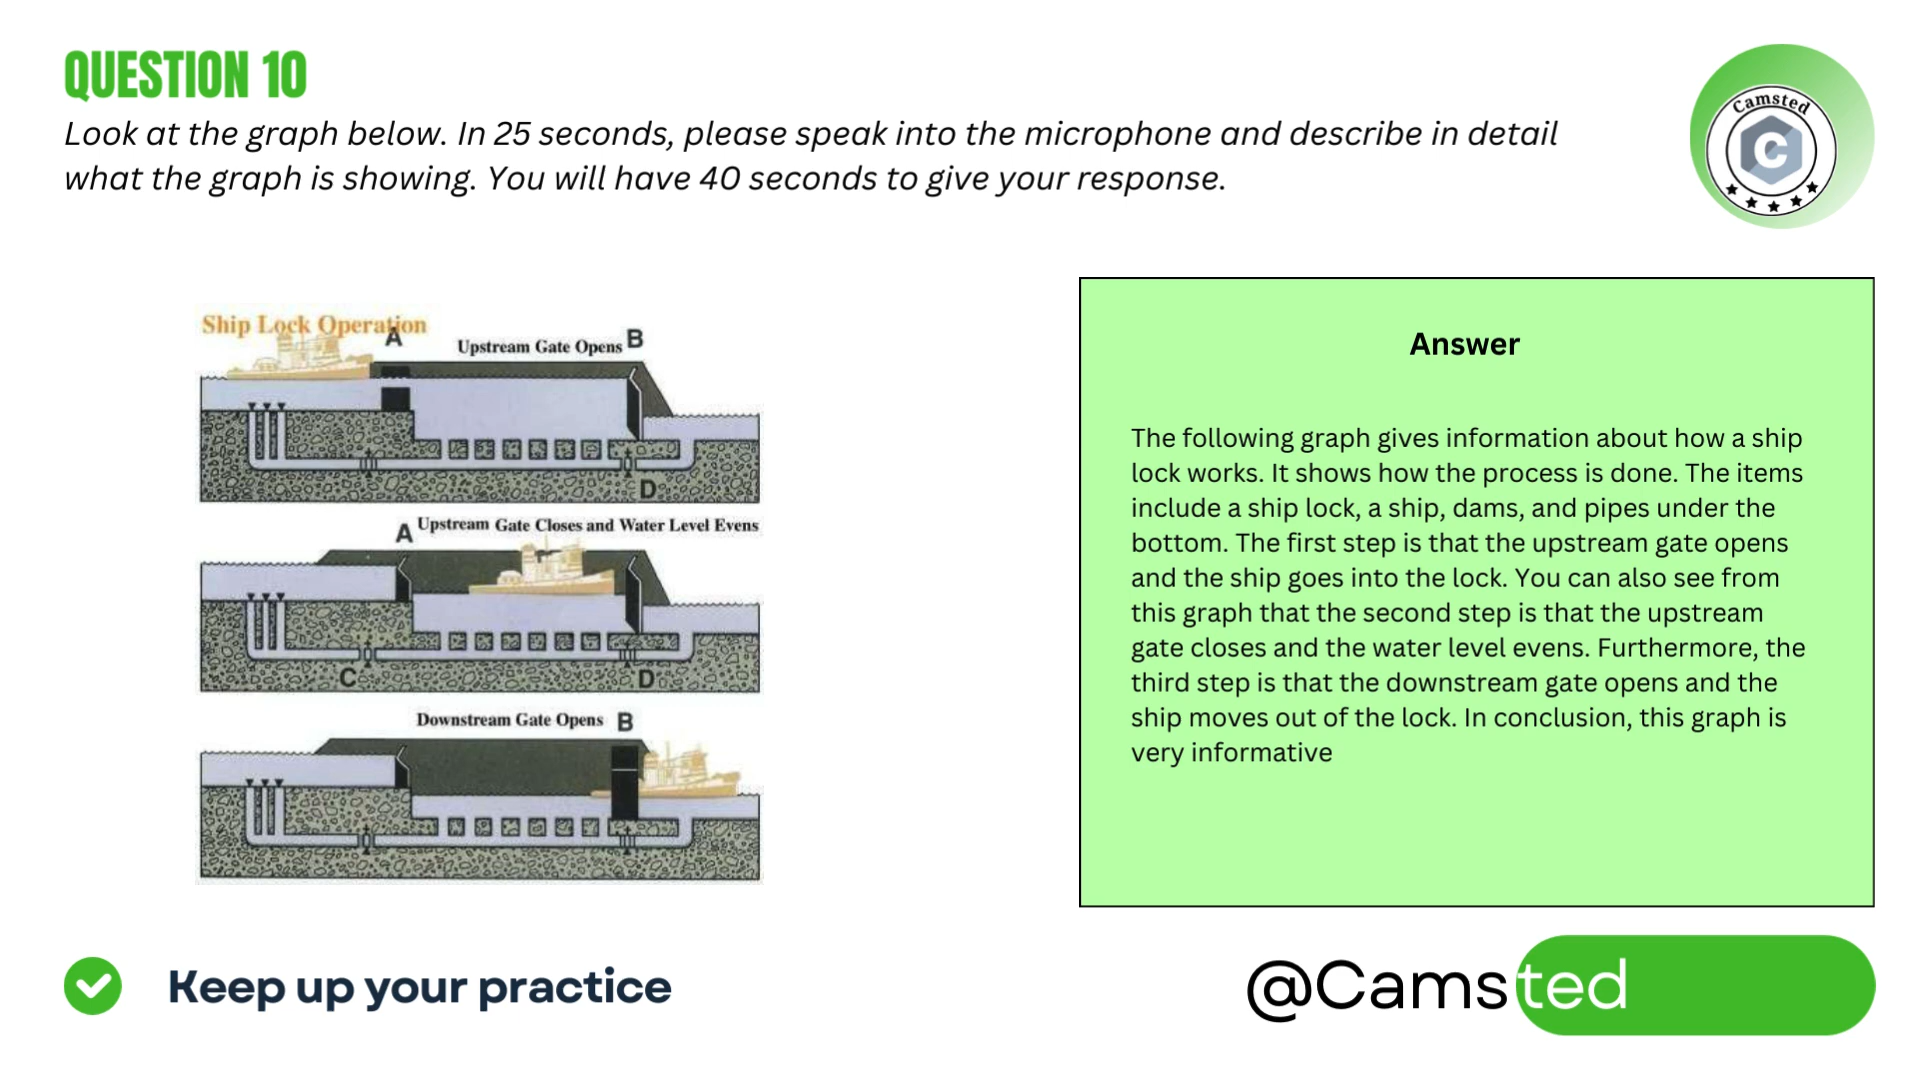 QUESTION 10
Look at the graph below. In 25 seconds, please speak into the microphone and describe in detail
what the graph is showing. You will have 40 seconds to give your response.
Camsted
C
Ship Lock Operation
A
Upstream Gate Opens B
D
A Upstream Gate Closes and Water Level Evens
C
D
Downstream Gate Opens B
Answer
The following graph gives information about how a ship
lock works. It shows how the process is done. The items
include a ship lock, a ship, dams, and pipes under the
bottom. The first step is that the upstream gate opens
and the ship goes into the lock. You can also see from
this graph that the second step is that the upstream
gate closes and the water level evens. Furthermore, the
third step is that the downstream gate opens and the
ship moves out of the lock. In conclusion, this graph is
very informative
Keep up your practice
@Camsted